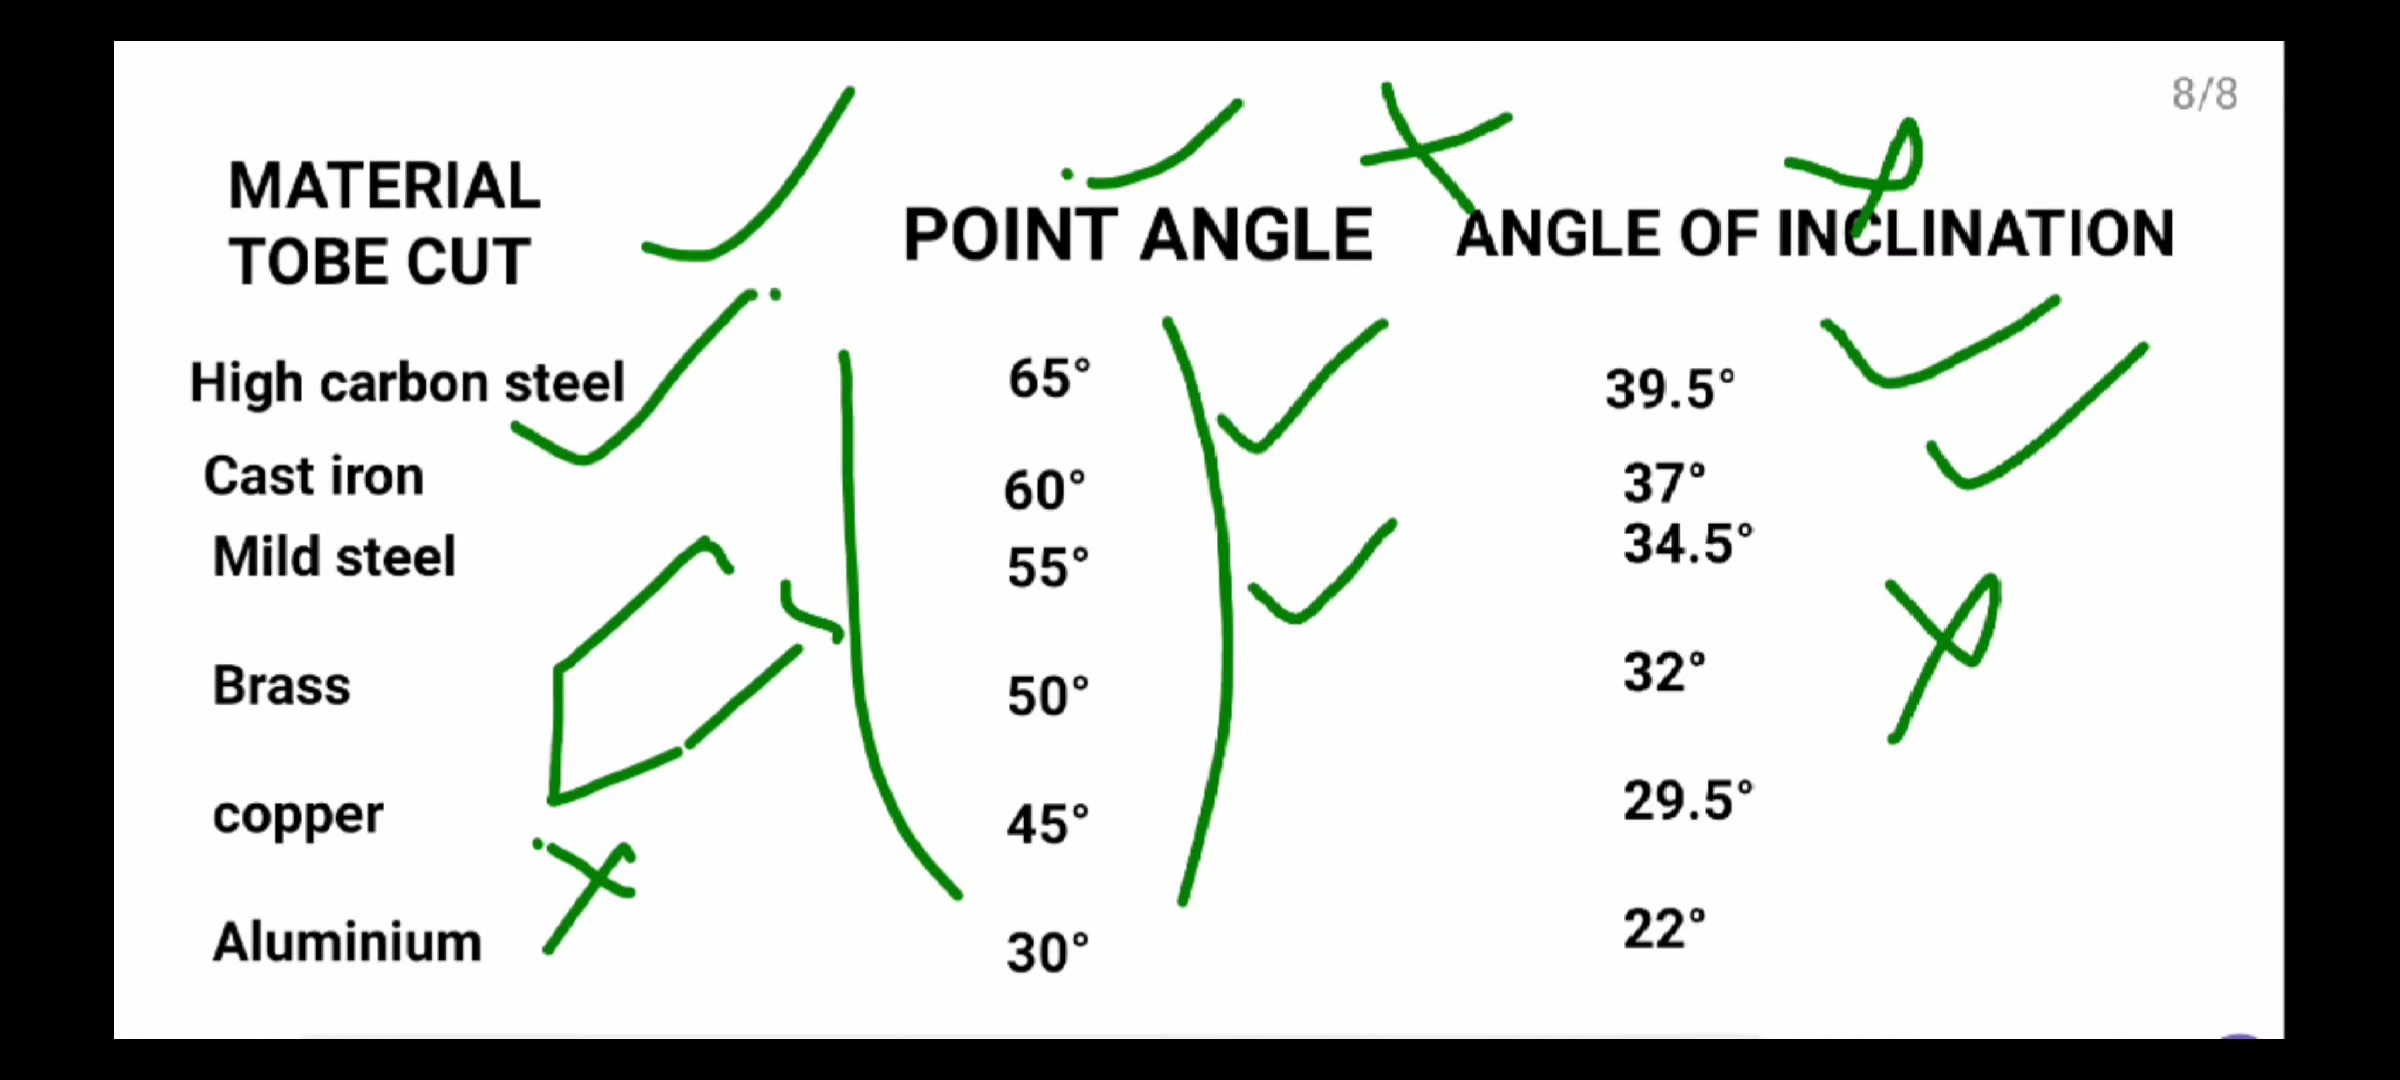 8/8
MATERIAL
TOBE CUT
POINT ANGLE
ANGLE OF INCLINATION
High carbon steel 65° 39.5°
Cast iron 60° 37°
Mild steel 55° 34.5°
Brass 50° 32°
copper 45° 29.5°
Aluminium 30° 22°